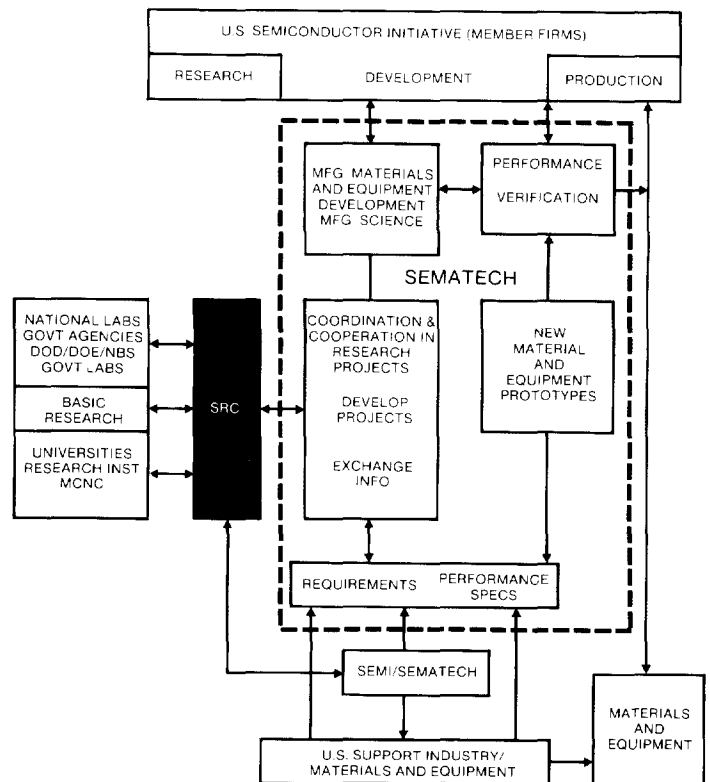 U.S. SEMICONDUCTOR INITIATIVE (MEMBER FIRMS)
RESEARCH
DEVELOPMENT
PRODUCTION
MFG MATERIALS
AND EQUIPMENT
DEVELOPMENT
MFG SCIENCE
PERFORMANCE
VERIFICATION
SEMATECH
NATIONAL LABS
GOVT AGENCIES
DOD/DOE/NBS
GOVT LABS
BASIC
RESEARCH
UNIVERSITIES
RESEARCH INST
MCNC
SRC
COORDINATION &
COOPERATION IN
RESEARCH
PROJECTS
DEVELOP
PROJECTS
EXCHANGE
INFO
NEW
MATERIAL
AND
EQUIPMENT
PROTOTYPES
REQUIREMENTS
PERFORMANCE
SPECS
SEMI/SEMATECH
U.S. SUPPORT INDUSTRY/
MATERIALS AND EQUIPMENT
MATERIALS
AND
EQUIPMENT